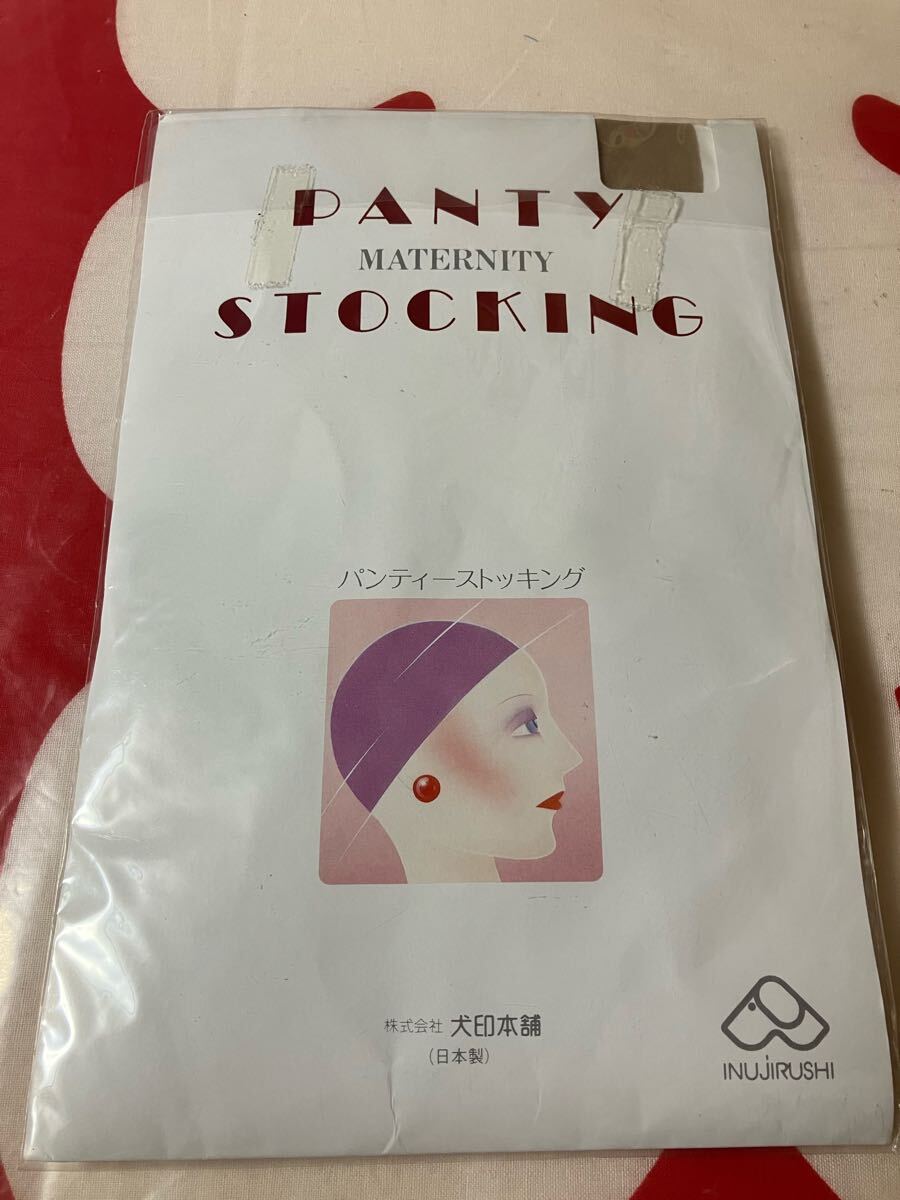 PANTY
MATERNITY
STOCKING
パンティーストッキング
株式会社 犬印本舗
(日本製)
INUJIRUSHI